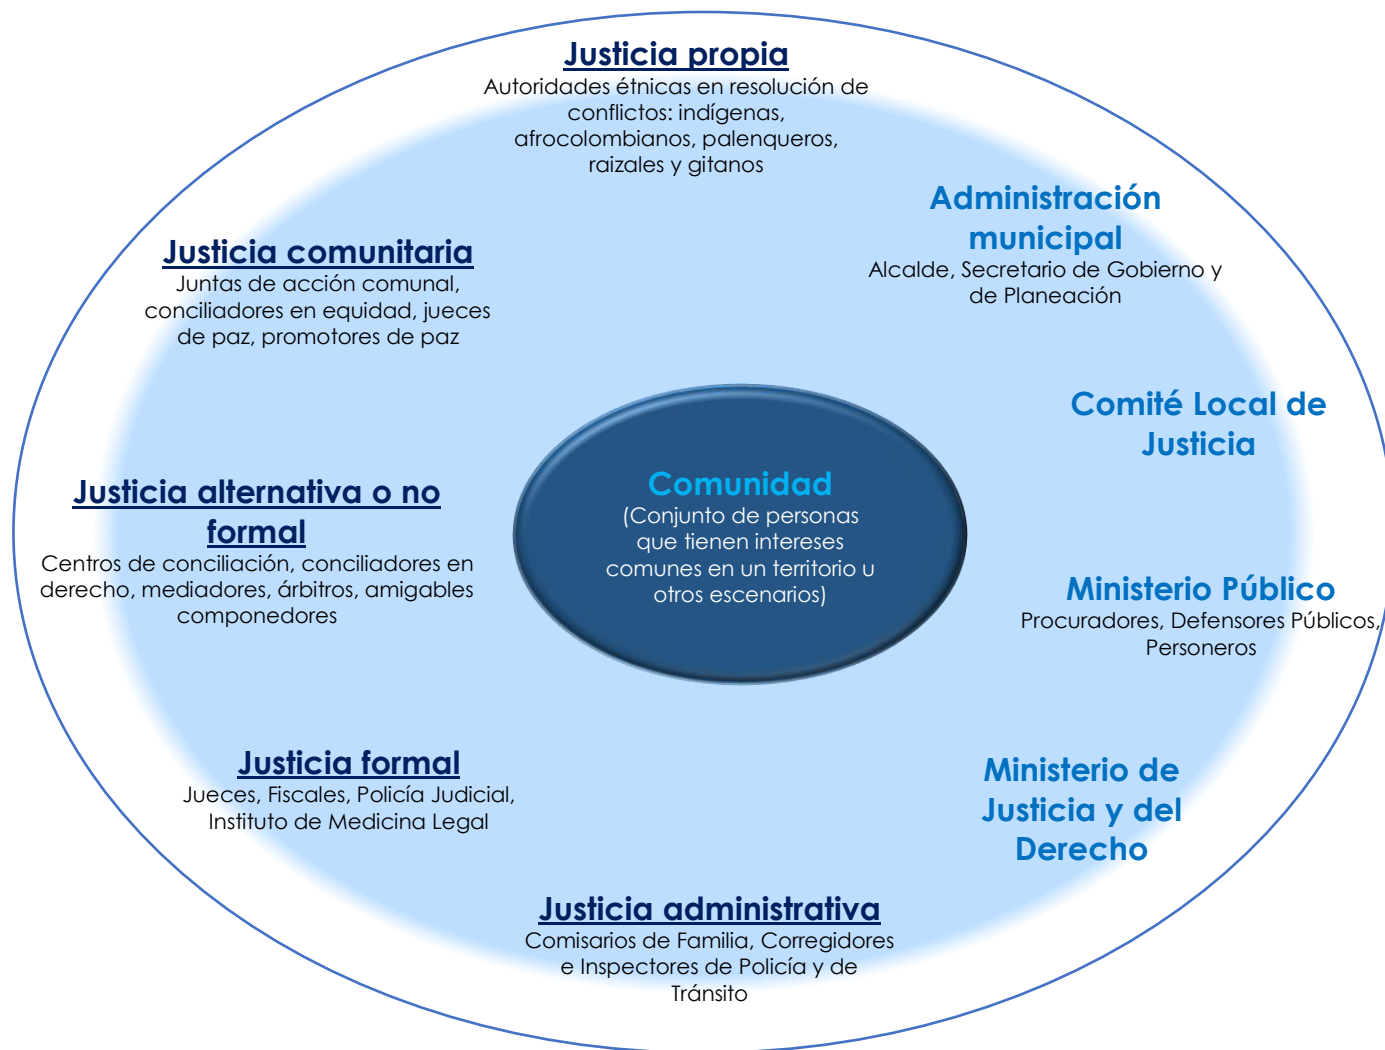 Justicia propia
Autoridades étnicas en resolución de
conflictos: indígenas,
afrocolombianos, palenqueros,
raizales y gitanos
Administración
municipal
Alcalde, Secretario de Gobierno y
de Planeación
Justicia comunitaria
Juntas de acción comunal,
conciliadores en equidad, jueces
de paz, promotores de paz
Comité Local de
Justicia
Justicia alternativa o no
formal
Centros de conciliación, conciliadores en
derecho, mediadores, árbitros, amigables
componedores
Comunidad
(Conjunto de personas
que tienen intereses
comunes en un territorio u
otros escenarios)
Ministerio Público
Procuradores, Defensores Públicos,
Personeros
Justicia formal
Jueces, Fiscales, Policía Judicial,
Instituto de Medicina Legal
Ministerio de
Justicia y del
Derecho
Justicia administrativa
Comisarios de Familia, Corregidores
e Inspectores de Policía y de
Tránsito